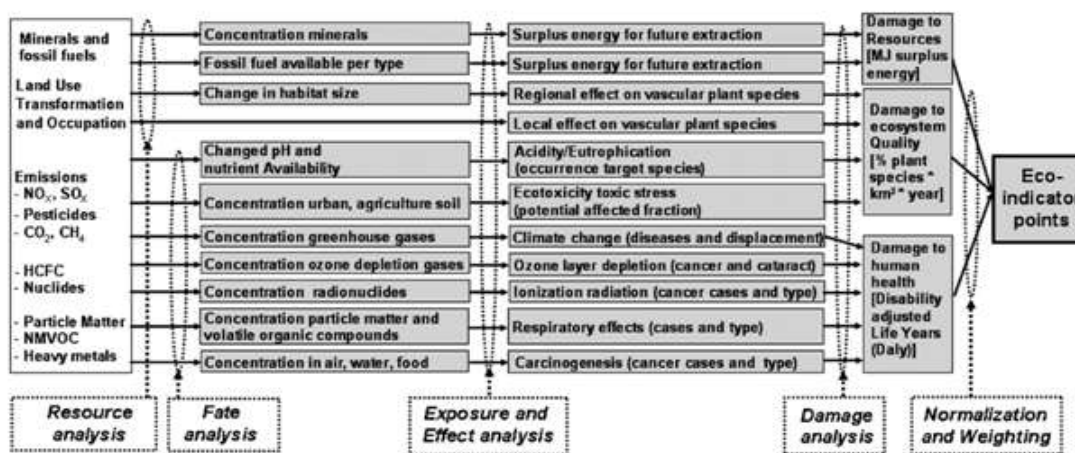 Minerals and
fossil fuels
Land Use
Transformation
and Occupation
Emissions
- NOX, SOX
- Pesticides
- CO2, CH4
- HCFC
- Nuclides
- Particle Matter
- NMVOC
- Heavy metals
Concentration minerals
Fossil fuel available per type
Change in habitat size
Changed pH and
nutrient Availability
Concentration urban, agriculture soil
Concentration greenhouse gases
Concentration ozone depletion gases
Concentration radionuclides
Concentration particle matter and
volatile organic compounds
Concentration in air, water, food
Surplus energy for future extraction
Surplus energy for future extraction
Regional effect on vascular plant species
Local effect on vascular plant species
Acidity/Eutrophication
(occurrence target species)
Ecotoxicity toxic stress
(potential affected fraction)
Climate change (diseases and displacement)
Ozone layer depletion (cancer and cataract)
Ionization radiation (cancer cases and type)
Respiratory effects (cases and type)
Carcinogenesis (cancer cases and type)
Damage to
Resources
[MJ surplus
energy]
Damage to
ecosystem
Quality
[% plant
species *
km² * year]
Damage to
human
health
[Disability
adjusted
Life Years
(Daly)]
Eco-
indicator
points
Resource
analysis
Fate
analysis
Exposure and
Effect analysis
Damage
analysis
Normalization
and Weighting